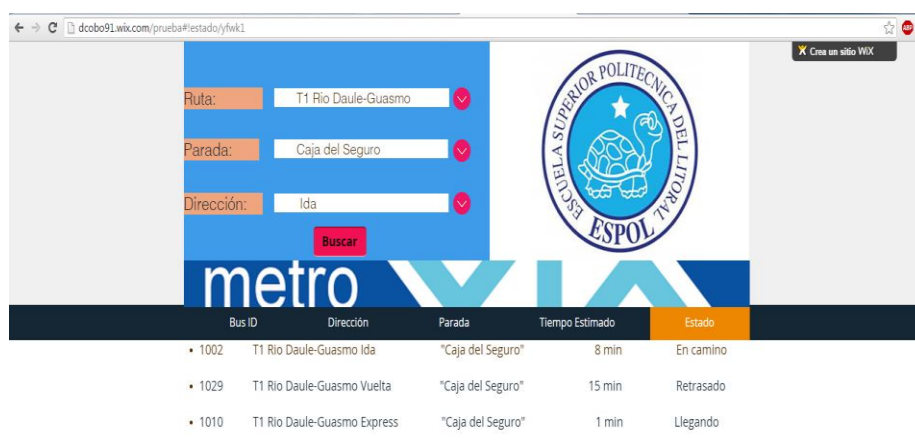 dcobo91.wix.com/prueba#!estado/yfwk1
ABP
X Crea un sitio WiX
Ruta: T1 Rio Daule-Guasmo
Parada: Caja del Seguro
Dirección: Ida
Buscar
ESCUELA SUPERIOR POLITECNICA DEL LITORAL
ESPOL
metro VIA
Bus ID Dirección Parada Tiempo Estimado Estado
• 1002 T1 Rio Daule-Guasmo Ida "Caja del Seguro" 8 min En camino
• 1029 T1 Rio Daule-Guasmo Vuelta "Caja del Seguro" 15 min Retrasado
• 1010 T1 Rio Daule-Guasmo Express "Caja del Seguro" 1 min Llegando